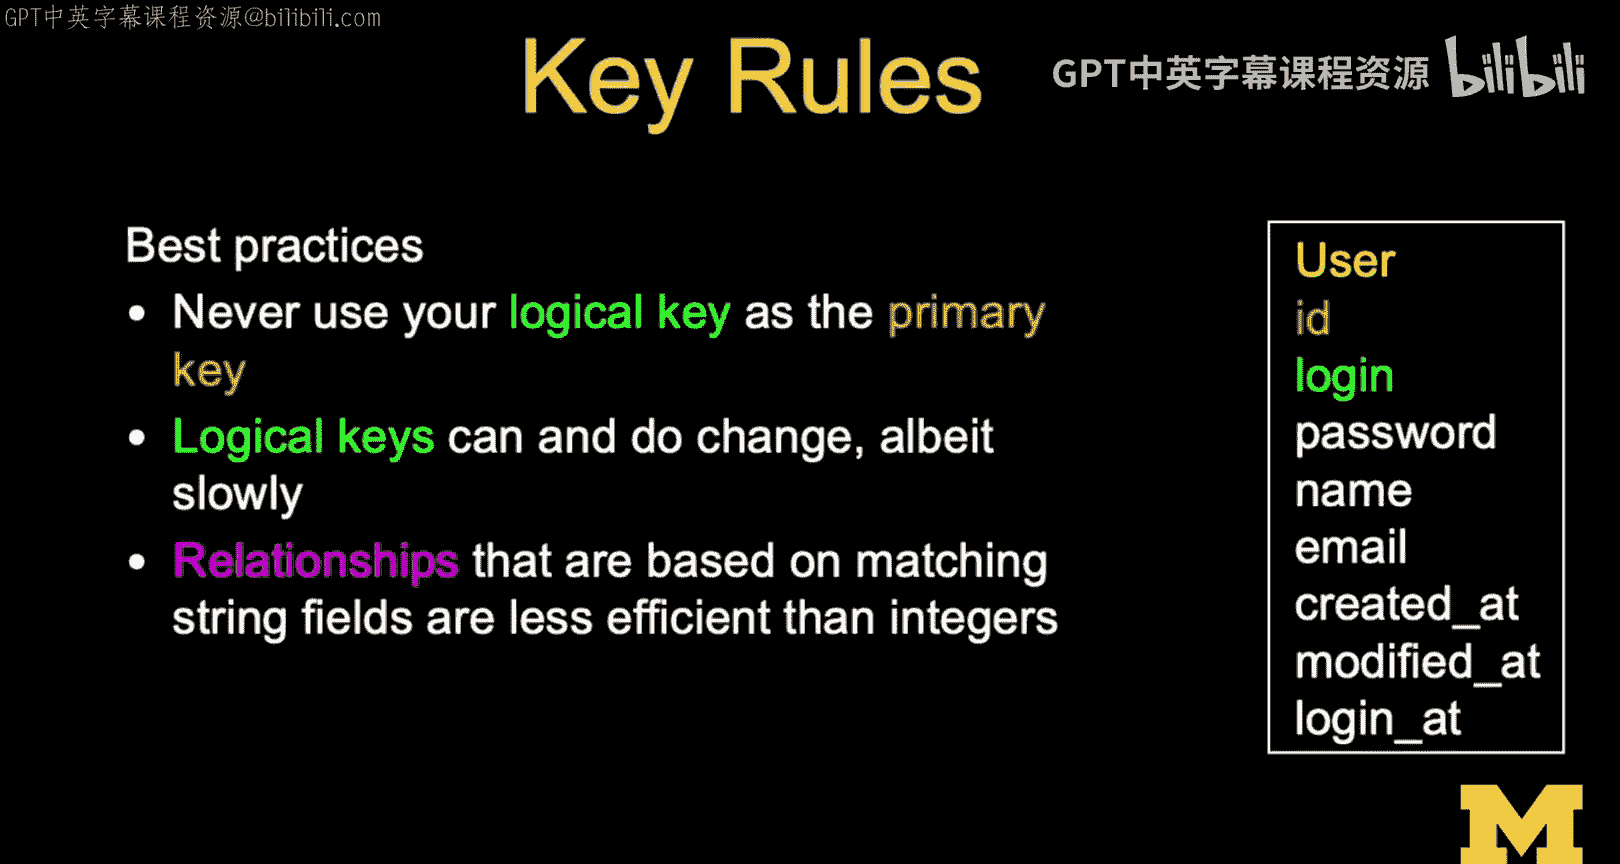 GPT中英字幕课程资源@bilibili.com
Key Rules
GPT中英字幕课程资源 bilibili
Best practices
• Never use your logical key as the primary
key
• Logical keys can and do change, albeit
slowly
• Relationships that are based on matching
string fields are less efficient than integers
User
id
login
password
name
email
created_at
modified_at
login_at
M